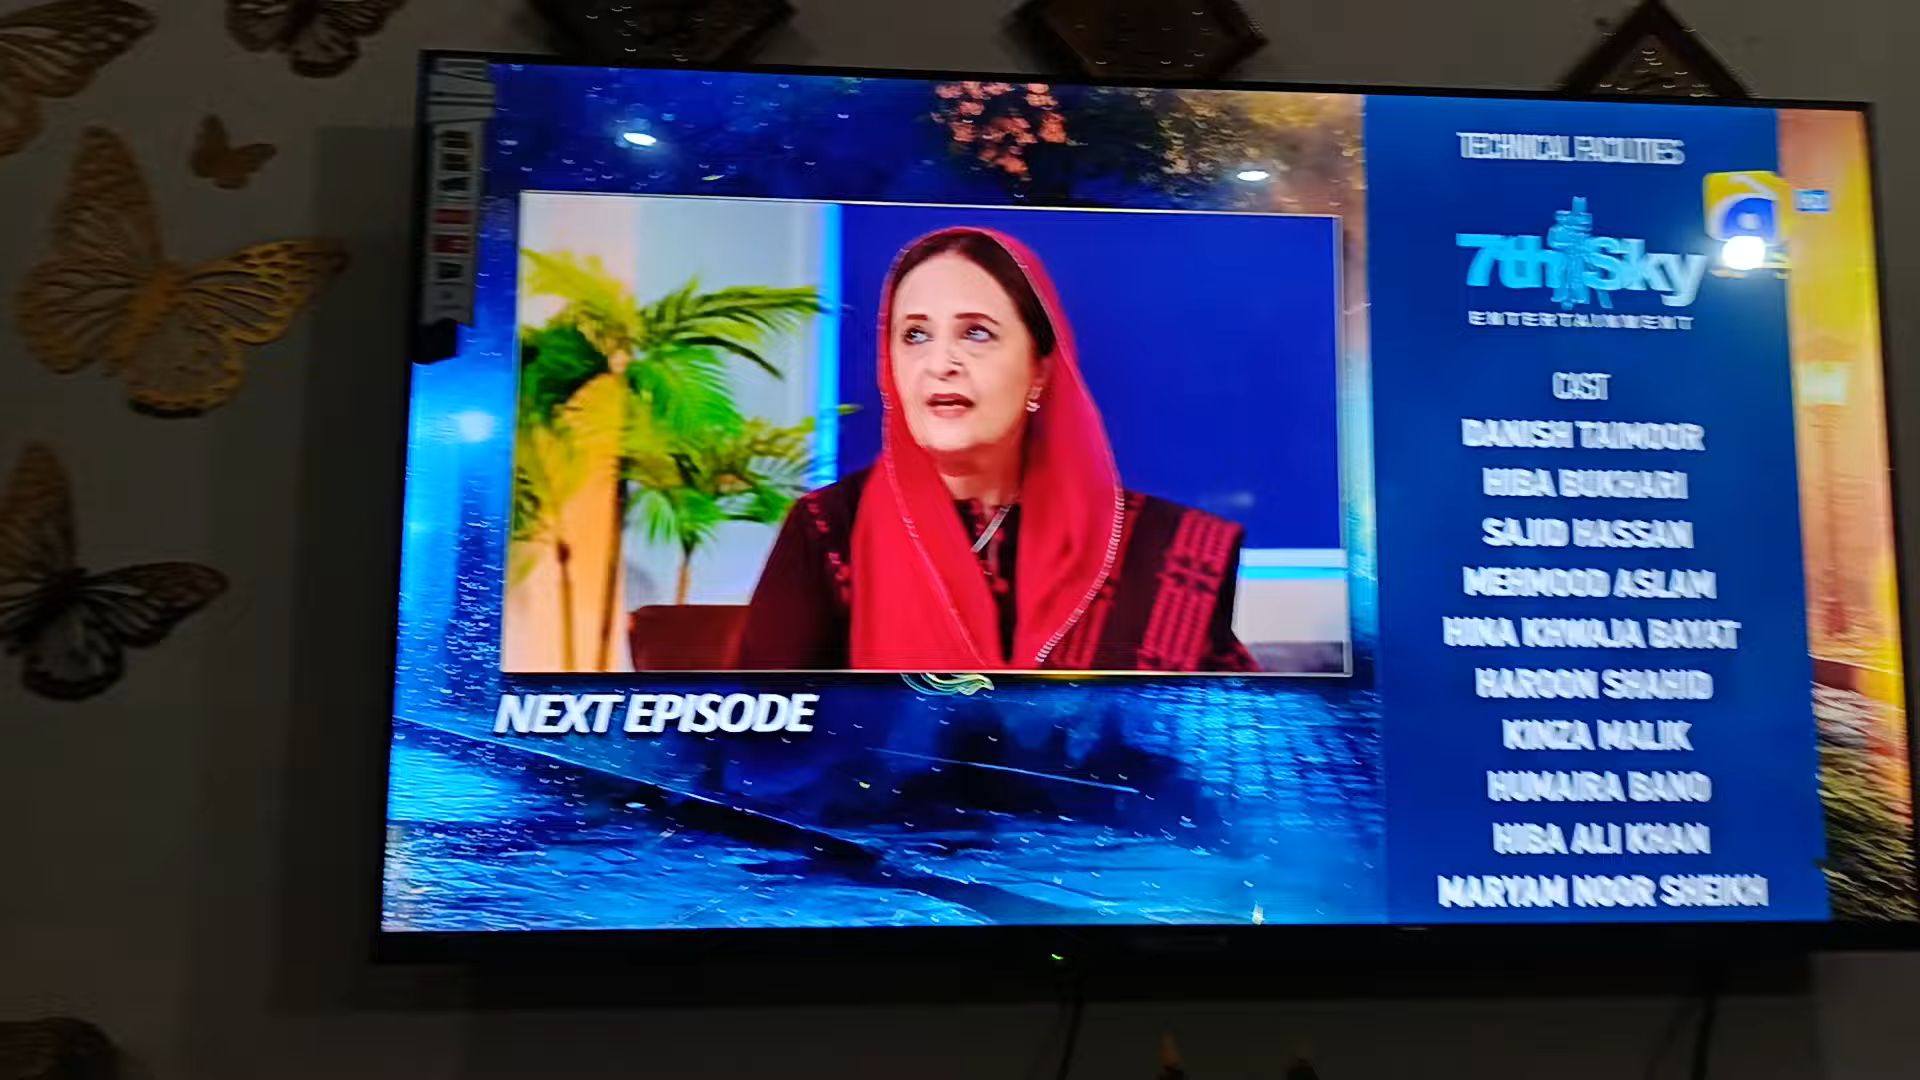 NEXT EPISODE
TECHNICAL FACILITIES
7th Sky
ENTERTAINMENT
CAST
DANISH TAIMOOR
HIBA BUKHARI
SAJID HASSAN
MEHMOOD ASLAM
HINA KHWAJA BAYAT
HAROON SHAHID
KINZA MALIK
HUMAIRA BANO
HIBA ALI KHAN
MARYAM NOOR SHEIKH